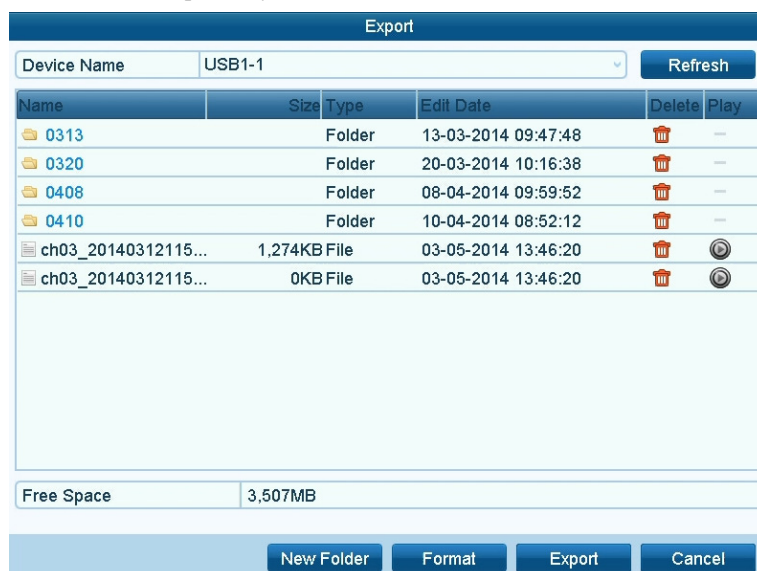 Export
Device Name USB1-1 Refresh
Name Size Type Edit Date Delete Play
0313 Folder 13-03-2014 09:47:48
0320 Folder 20-03-2014 10:16:38
0408 Folder 08-04-2014 09:59:52
0410 Folder 10-04-2014 08:52:12
ch03_20140312115... 1,274KB File 03-05-2014 13:46:20
ch03_20140312115... 0KB File 03-05-2014 13:46:20
Free Space 3,507MB
New Folder Format Export Cancel